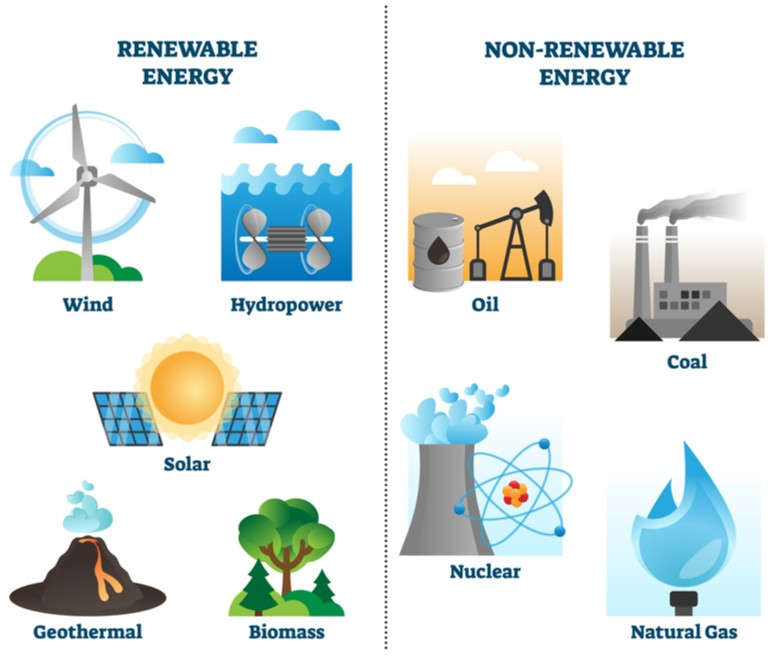 RENEWABLE
ENERGY
Wind
Hydropower
Solar
Geothermal
Biomass
NON-RENEWABLE
ENERGY
Oil
Coal
Nuclear
Natural Gas